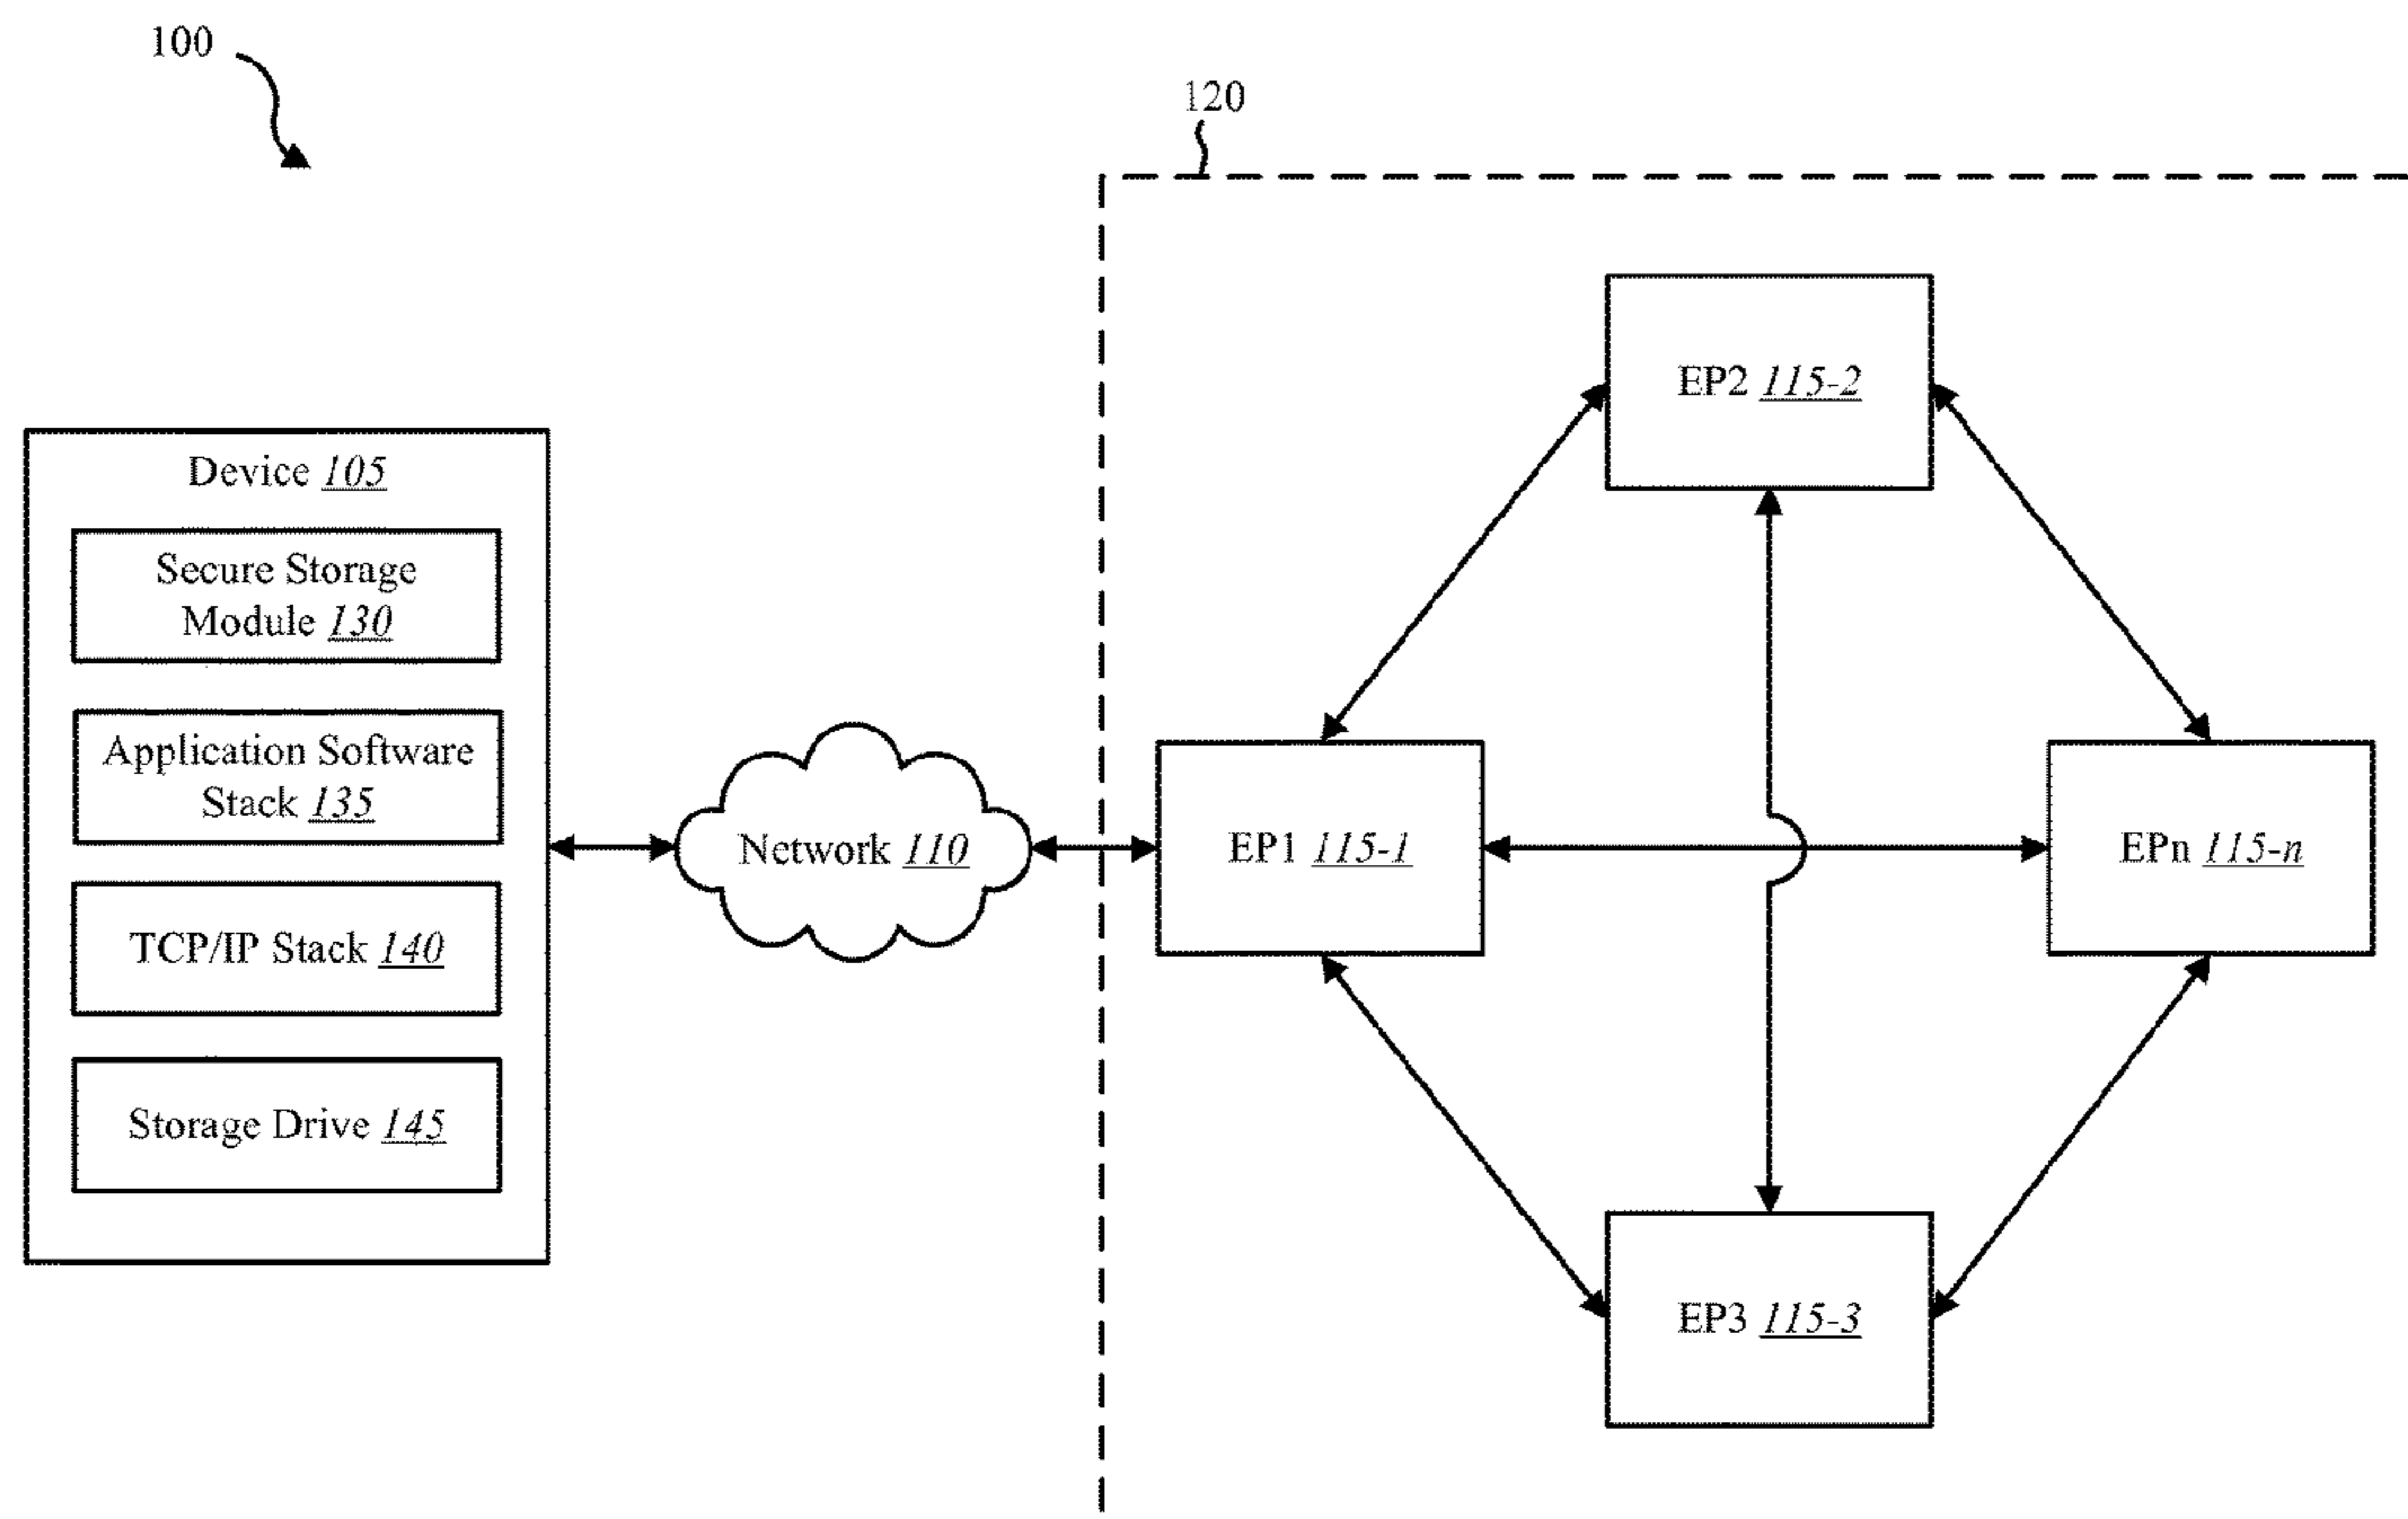 100
120
EP2 115-2
Device 105
Secure Storage
Module 130
Application Software
Stack 135
Network 110
EP1 115-1
EPn 115-n
TCP/IP Stack 140
Storage Drive 145
EP3 115-3